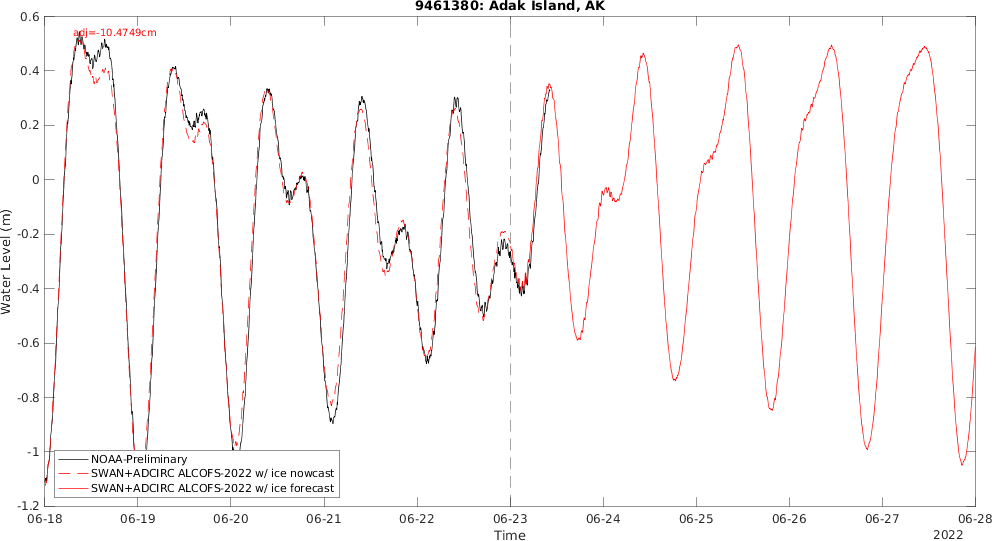 9461380: Adak Island, AK
adj=-10.4749cm
Water Level (m)
0.6
0.4
0.2
0
-0.2
-0.4
-0.6
-0.8
-1
-1.2
NOAA-Preliminary
SWAN+ADCIRC ALCOFS-2022 w/ ice nowcast
SWAN+ADCIRC ALCOFS-2022 w/ ice forecast
06-18 06-19 06-20 06-21 06-22 06-23 06-24 06-25 06-26 06-27 06-28
Time
2022